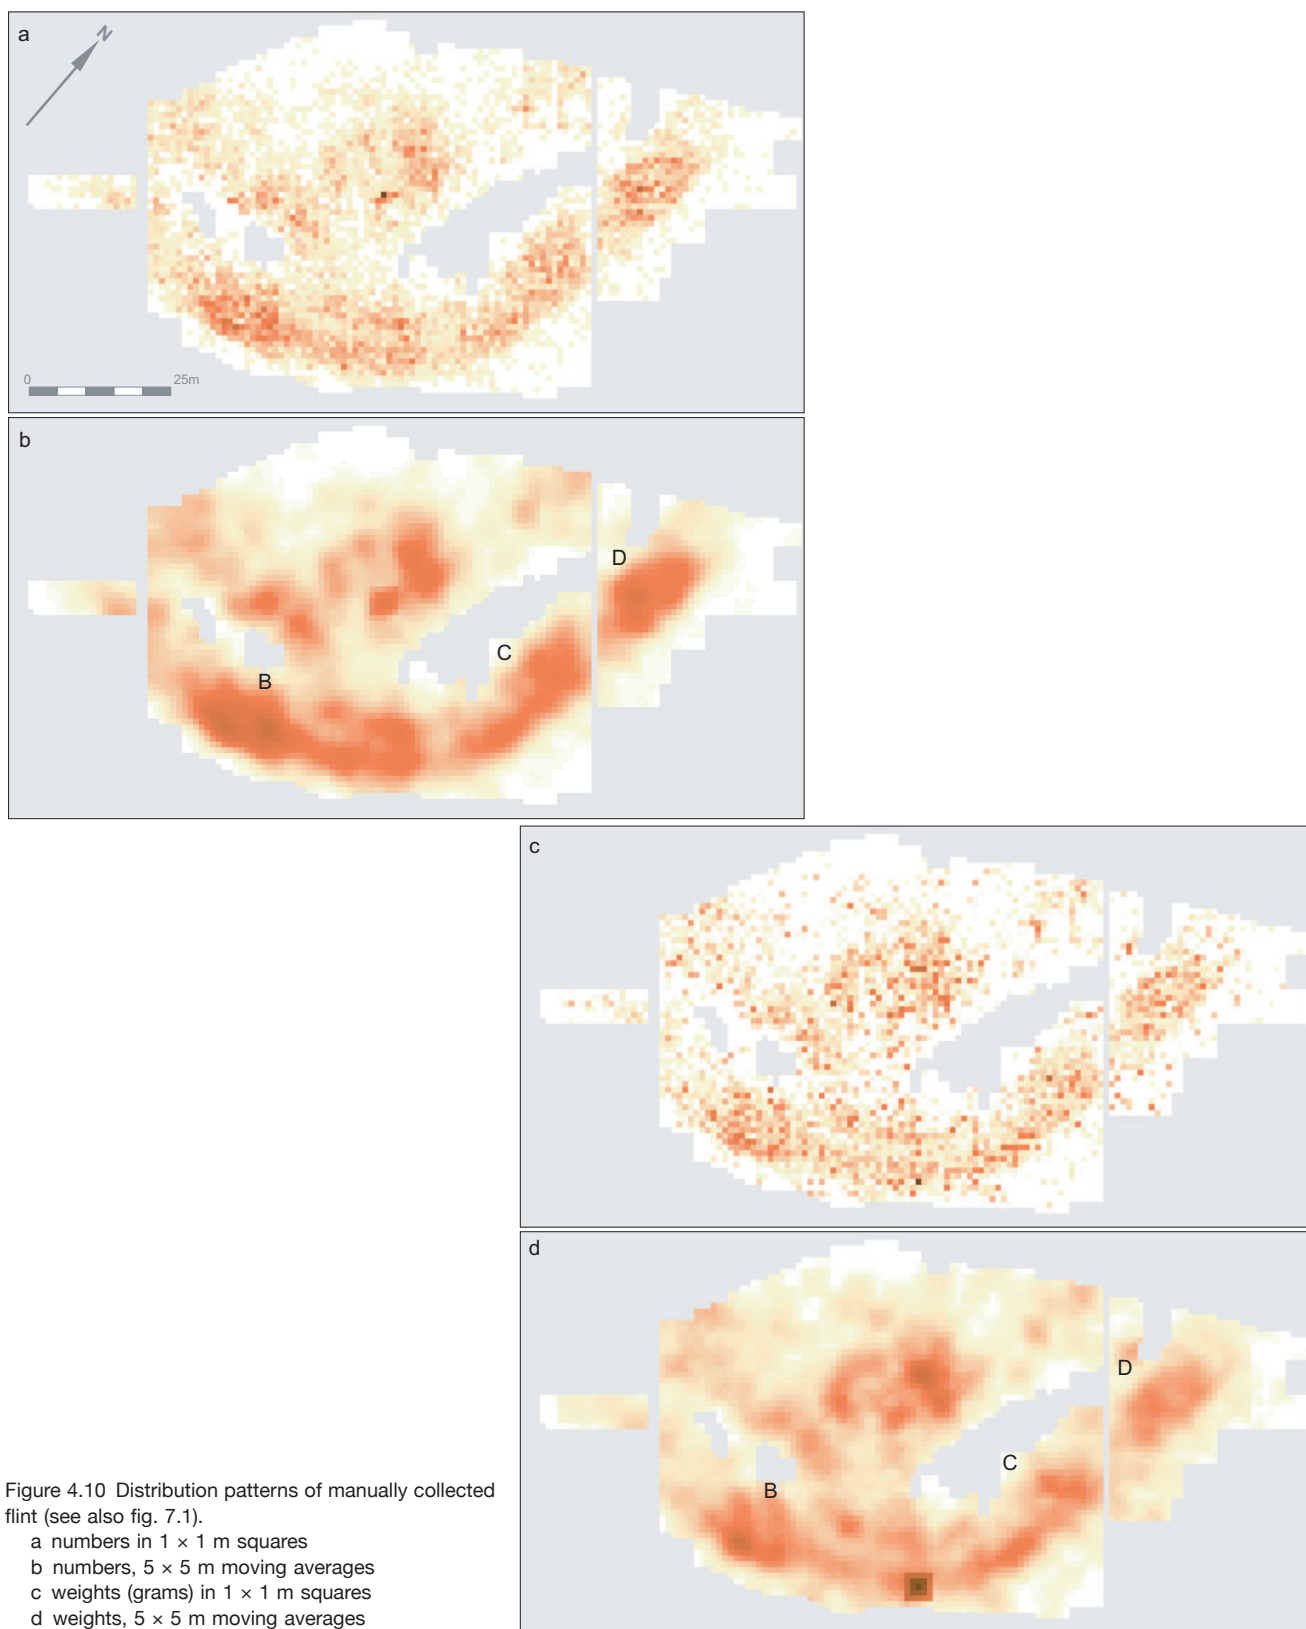 a
N
0 25m
b
D
C
B
c
d
D
C
B
Figure 4.10 Distribution patterns of manually collected
flint (see also fig. 7.1).
a numbers in 1 × 1 m squares
b numbers, 5 × 5 m moving averages
c weights (grams) in 1 × 1 m squares
d weights, 5 × 5 m moving averages